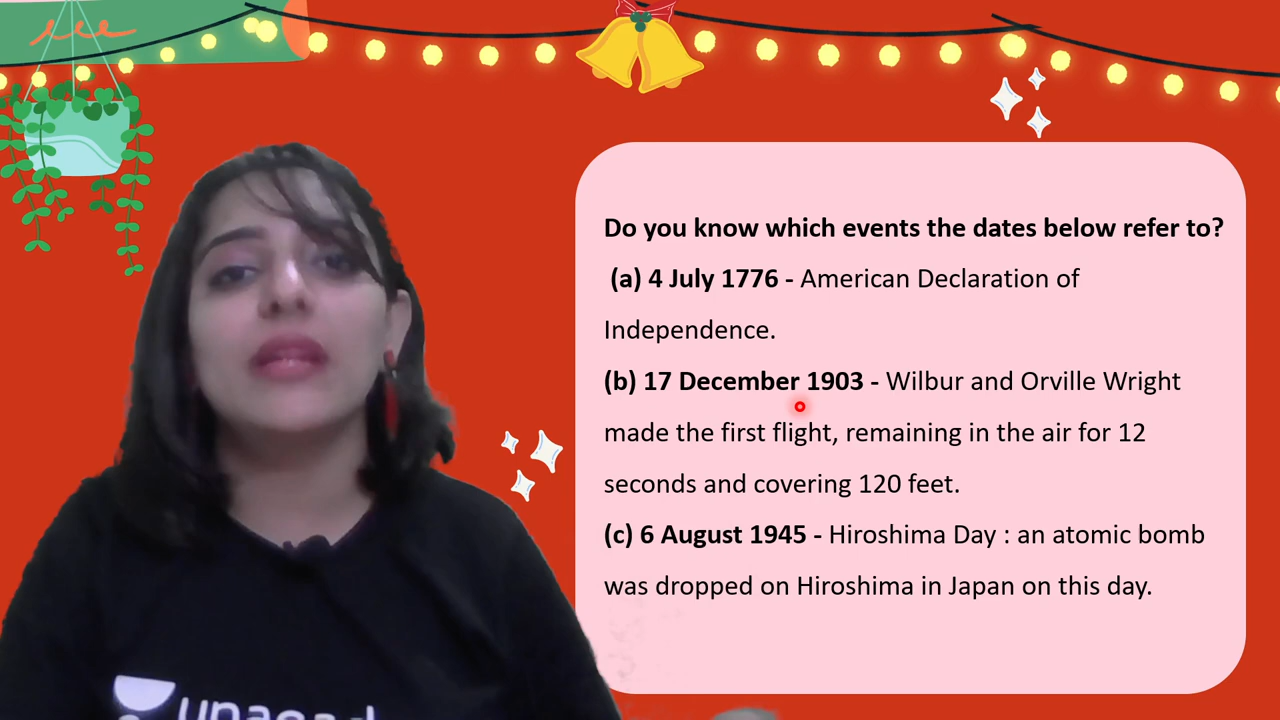 Do you know which events the dates below refer to?
(a) 4 July 1776 - American Declaration of
Independence.
(b) 17 December 1903 - Wilbur and Orville Wright
made the first flight, remaining in the air for 12
seconds and covering 120 feet.
(c) 6 August 1945 - Hiroshima Day : an atomic bomb
was dropped on Hiroshima in Japan on this day.